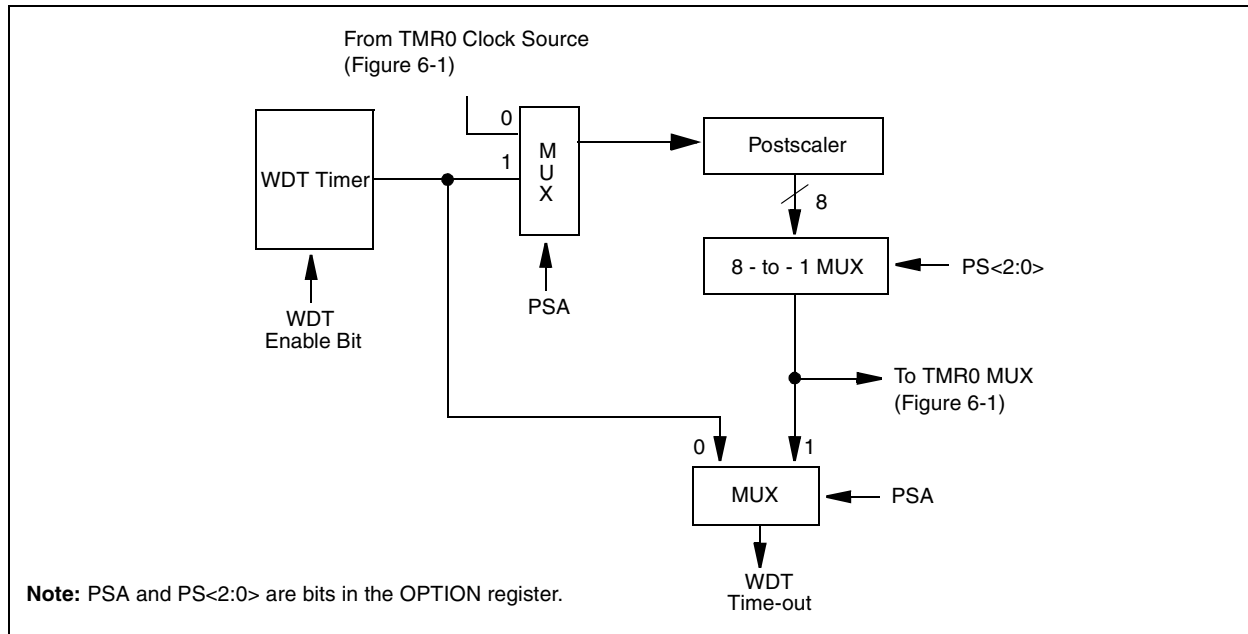 From TMR0 Clock Source
(Figure 6-1)
0
1
M
U
X
Postscaler
WDT Timer
8
8 - to - 1 MUX
PS<2:0>
PSA
WDT
Enable Bit
To TMR0 MUX
(Figure 6-1)
0
1
MUX
PSA
WDT
Time-out
Note: PSA and PS<2:0> are bits in the OPTION register.